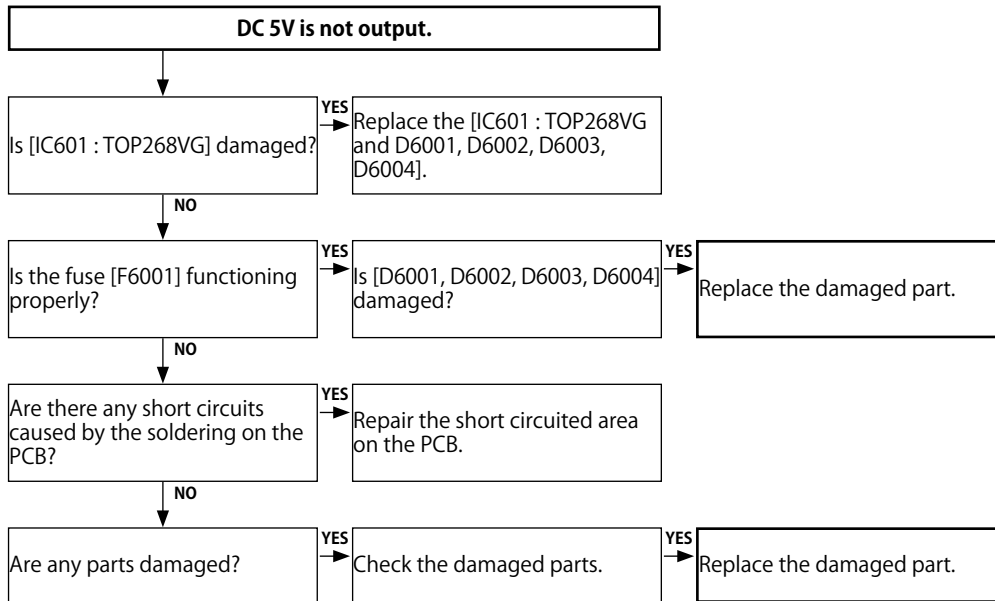 DC 5V is not output.
Is [IC601 : TOP268VG] damaged?
YES
Replace the [IC601 : TOP268VG
and D6001, D6002, D6003,
D6004].
NO
Is the fuse [F6001] functioning
properly?
YES
Is [D6001, D6002, D6003, D6004]
damaged?
YES
Replace the damaged part.
NO
Are there any short circuits
caused by the soldering on the
PCB?
YES
Repair the short circuited area
on the PCB.
NO
Are any parts damaged?
YES
Check the damaged parts.
YES
Replace the damaged part.